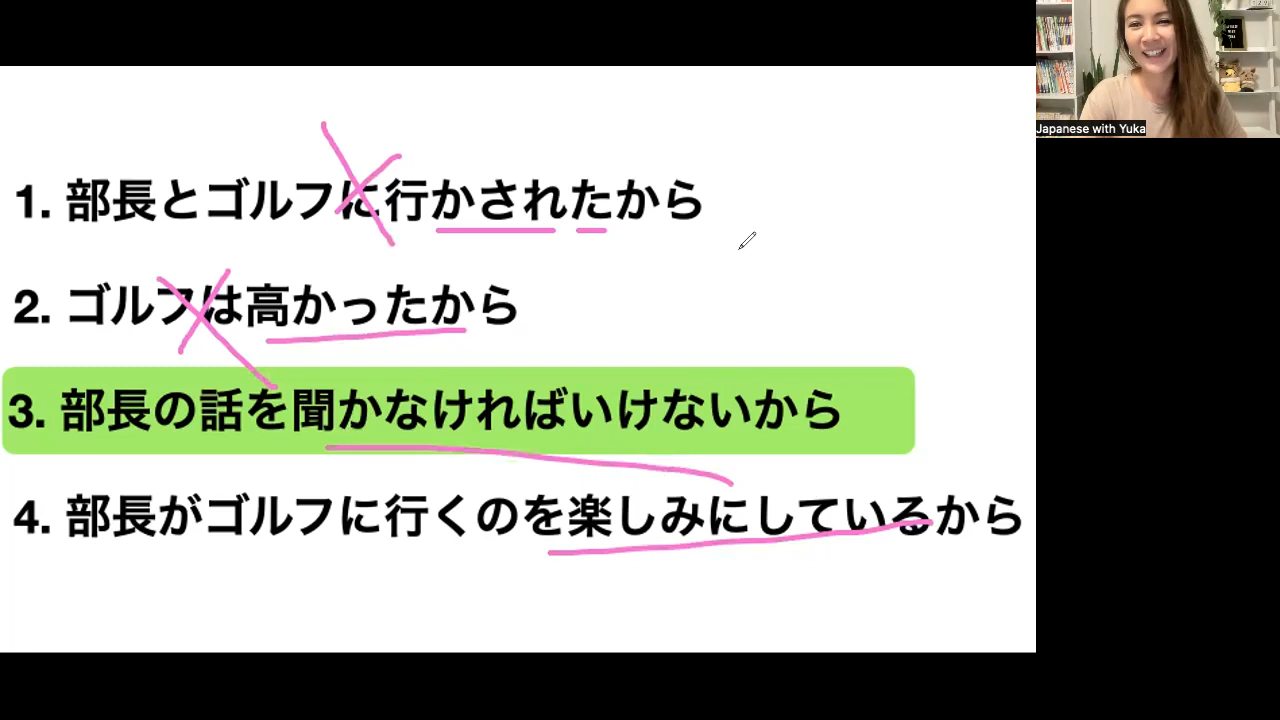 1. 部長とゴルフに行かされたから
2. ゴルフは高かったから
3. 部長の話を聞かなければいけないから
4. 部長がゴルフに行くのを楽しみにしているから
Japanese with Yuka